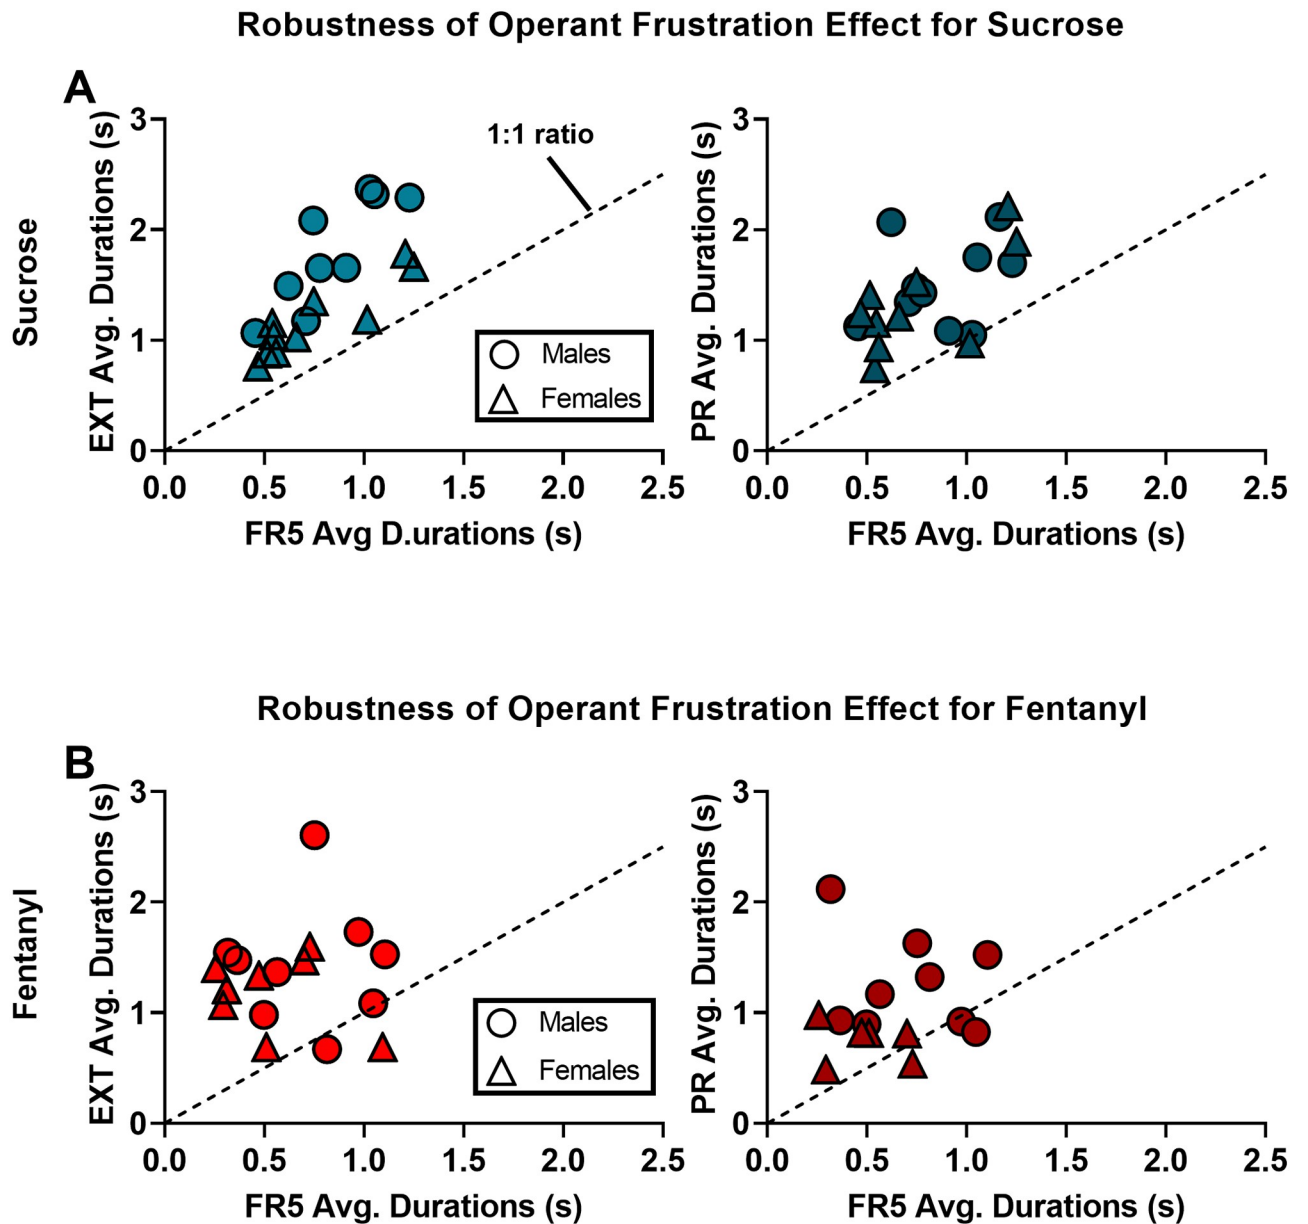 Robustness of Operant Frustration Effect for Sucrose
A
Sucrose
EXT Avg. Durations (s)
3
2
1
0
1:1 ratio
Males
Females
0.0 0.5 1.0 1.5 2.0 2.5
FR5 Avg D.urations (s)
PR Avg. Durations (s)
3
2
1
0
0.0 0.5 1.0 1.5 2.0 2.5
FR5 Avg. Durations (s)
Robustness of Operant Frustration Effect for Fentanyl
B
Fentanyl
EXT Avg. Durations (s)
3
2
1
0
Males
Females
0.0 0.5 1.0 1.5 2.0 2.5
FR5 Avg. Durations (s)
PR Avg. Durations (s)
3
2
1
0
0.0 0.5 1.0 1.5 2.0 2.5
FR5 Avg. Durations (s)